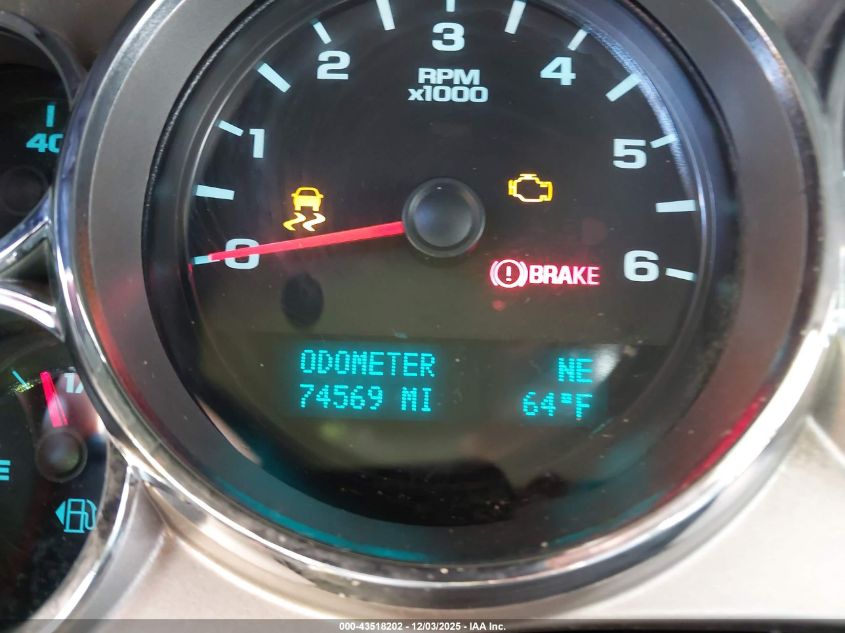 3
2
4
RPM
x1000
40
1
5
0
6
BRAKE
ODOMETER NE
74569 MI 64°F
000-43518202 - 12/03/2025 - IAA Inc.